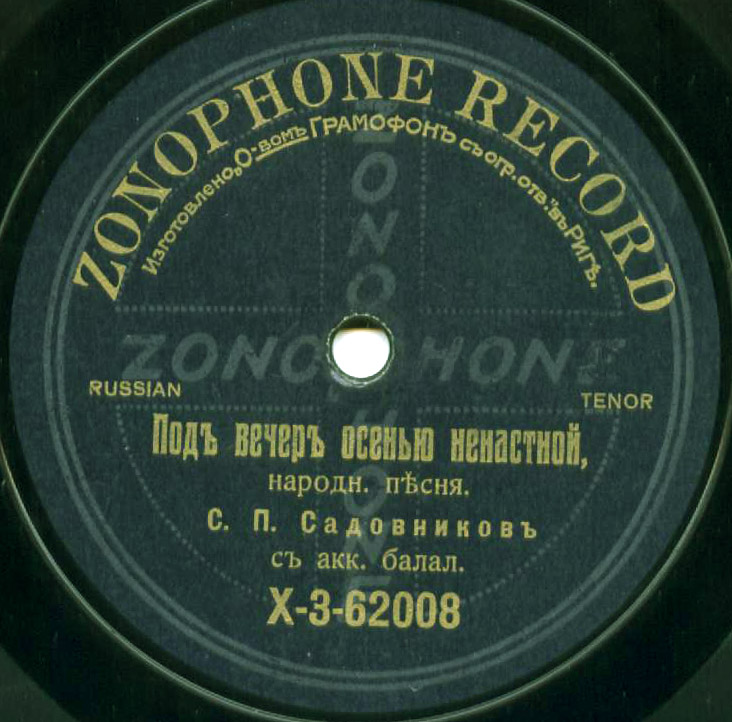 ZONOPHONE RECORD
Изготовлено „О-вомъ ГРАМОФОНЪ съ огр. отв." въ РИГѢ.
ZONOPHONE
ZONOPHONE
RUSSIAN
TENOR
Подъ вечеръ осенью ненастной,
народн. пѣсня.
С. П. Садовниковъ
съ акк. балал.
X-3-62008